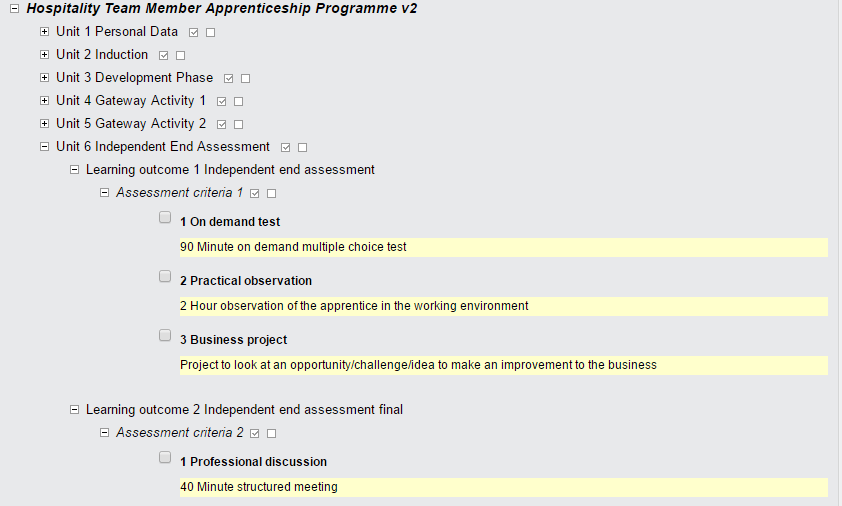 Hospitality Team Member Apprenticeship Programme v2
Unit 1 Personal Data
Unit 2 Induction
Unit 3 Development Phase
Unit 4 Gateway Activity 1
Unit 5 Gateway Activity 2
Unit 6 Independent End Assessment
Learning outcome 1 Independent end assessment
Assessment criteria 1
1 On demand test
90 Minute on demand multiple choice test
2 Practical observation
2 Hour observation of the apprentice in the working environment
3 Business project
Project to look at an opportunity/challenge/idea to make an improvement to the business
Learning outcome 2 Independent end assessment final
Assessment criteria 2
1 Professional discussion
40 Minute structured meeting